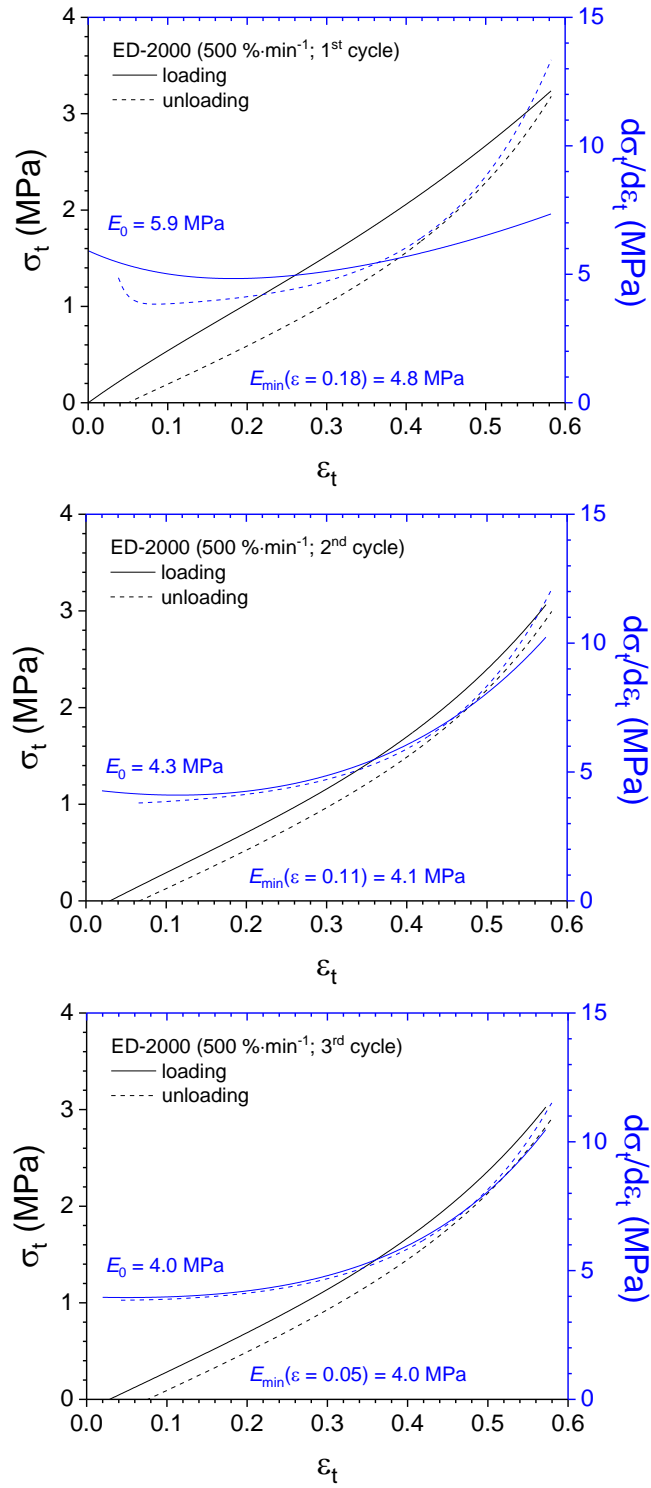 ED-2000 (500 %·min⁻¹; 1ˢᵗ cycle)
loading
unloading
E₀ = 5.9 MPa
Eₘᵢₙ(ε = 0.18) = 4.8 MPa
σₜ (MPa)
4
3
2
1
0
dσₜ/dεₜ (MPa)
15
10
5
0
0.0 0.1 0.2 0.3 0.4 0.5 0.6
εₜ
ED-2000 (500 %·min⁻¹; 2ⁿᵈ cycle)
loading
unloading
E₀ = 4.3 MPa
Eₘᵢₙ(ε = 0.11) = 4.1 MPa
σₜ (MPa)
4
3
2
1
0
dσₜ/dεₜ (MPa)
15
10
5
0
0.0 0.1 0.2 0.3 0.4 0.5 0.6
εₜ
ED-2000 (500 %·min⁻¹; 3ʳᵈ cycle)
loading
unloading
E₀ = 4.0 MPa
Eₘᵢₙ(ε = 0.05) = 4.0 MPa
σₜ (MPa)
4
3
2
1
0
dσₜ/dεₜ (MPa)
15
10
5
0
0.0 0.1 0.2 0.3 0.4 0.5 0.6
εₜ